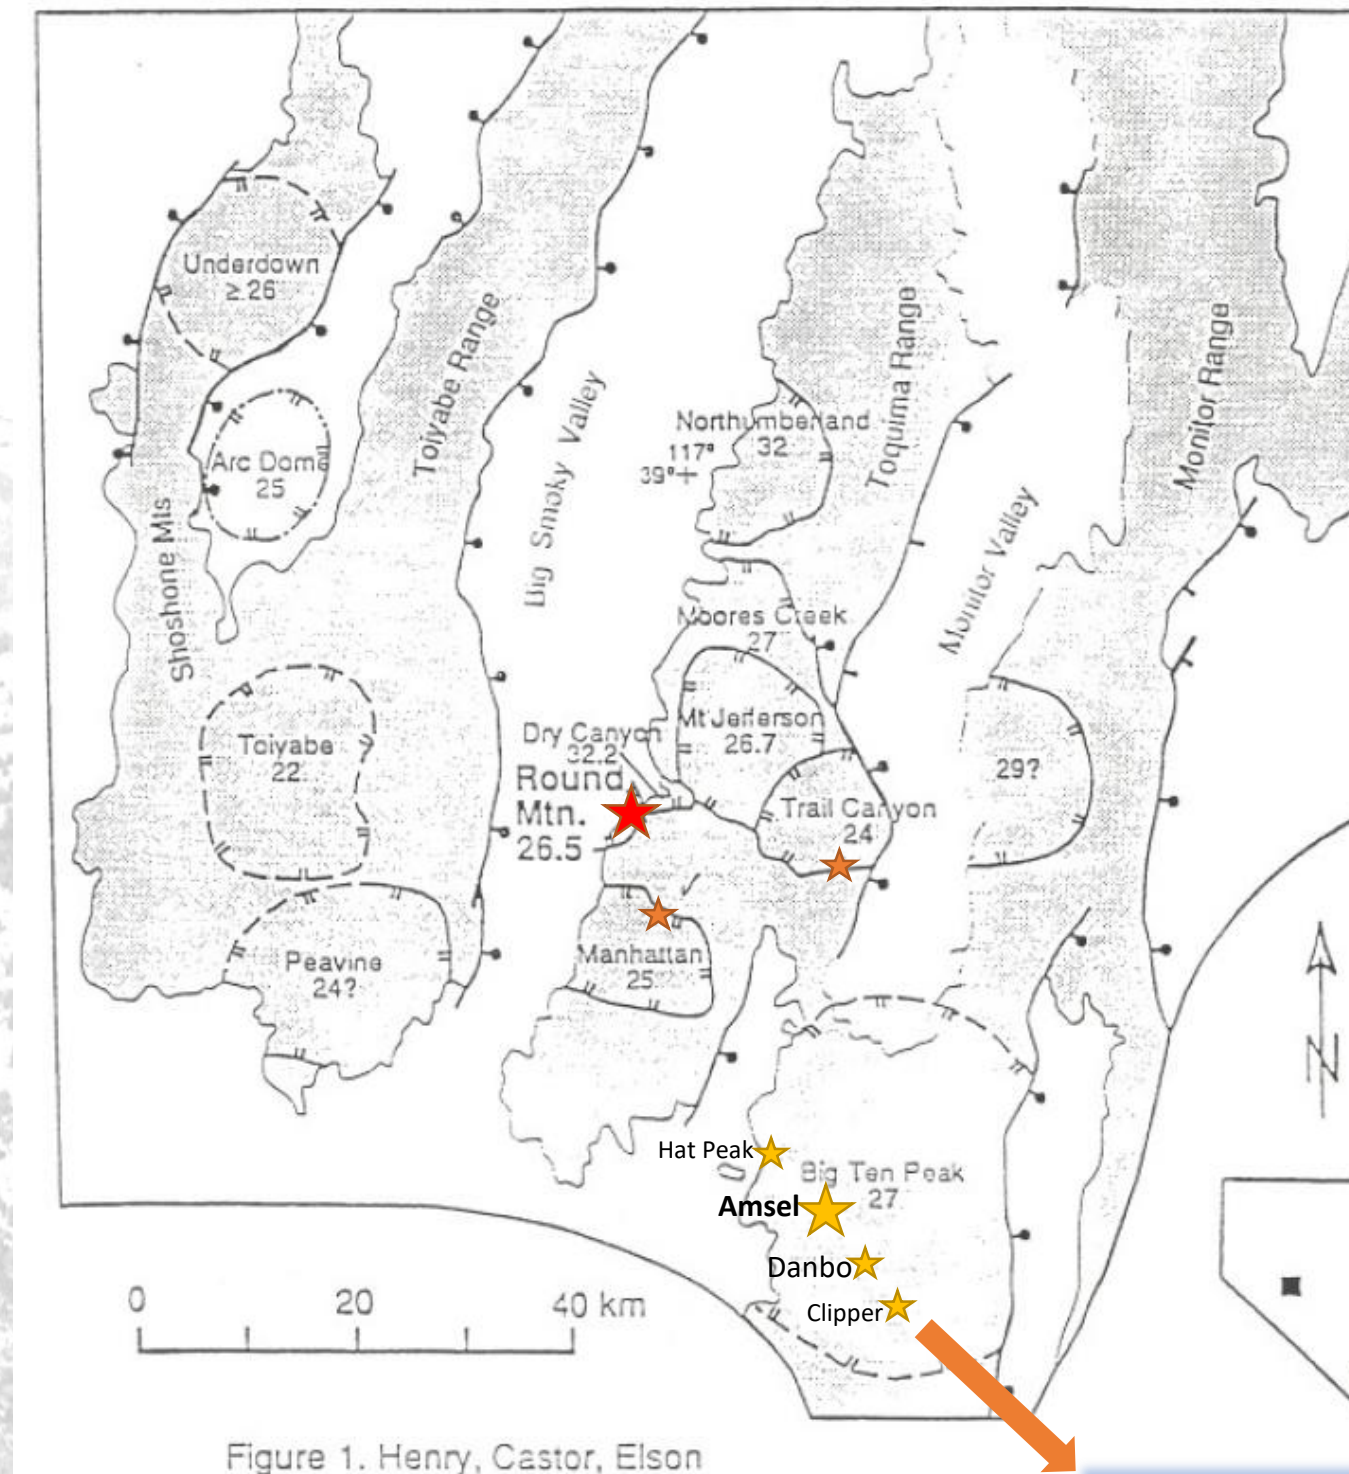 Underdown
≥ 26
Arc Dome
25
Toiyabe Range
Big Smoky Valley
Shoshone Mts
Northumberland
32
117°
39°+
Toquima Range
Monitor Range
Monitor Valley
Moores Creek
27
Mt Jefferson
26.7
Dry Canyon
32.2
Round
Mtn.
26.5
Toiyabe
22
Trail Canyon
24
29?
Peavine
24?
Manhattan
25
N
Hat Peak
Big Ten Peak
27
Amsel
Danbo
Clipper
0 20 40 km
Figure 1. Henry, Castor, Elson